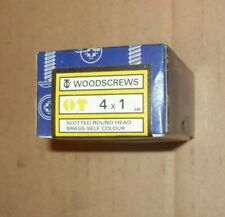 WOODSCREWS
4 x 1
SLOTTED ROUND HEAD
BRASS-SELF COLOUR